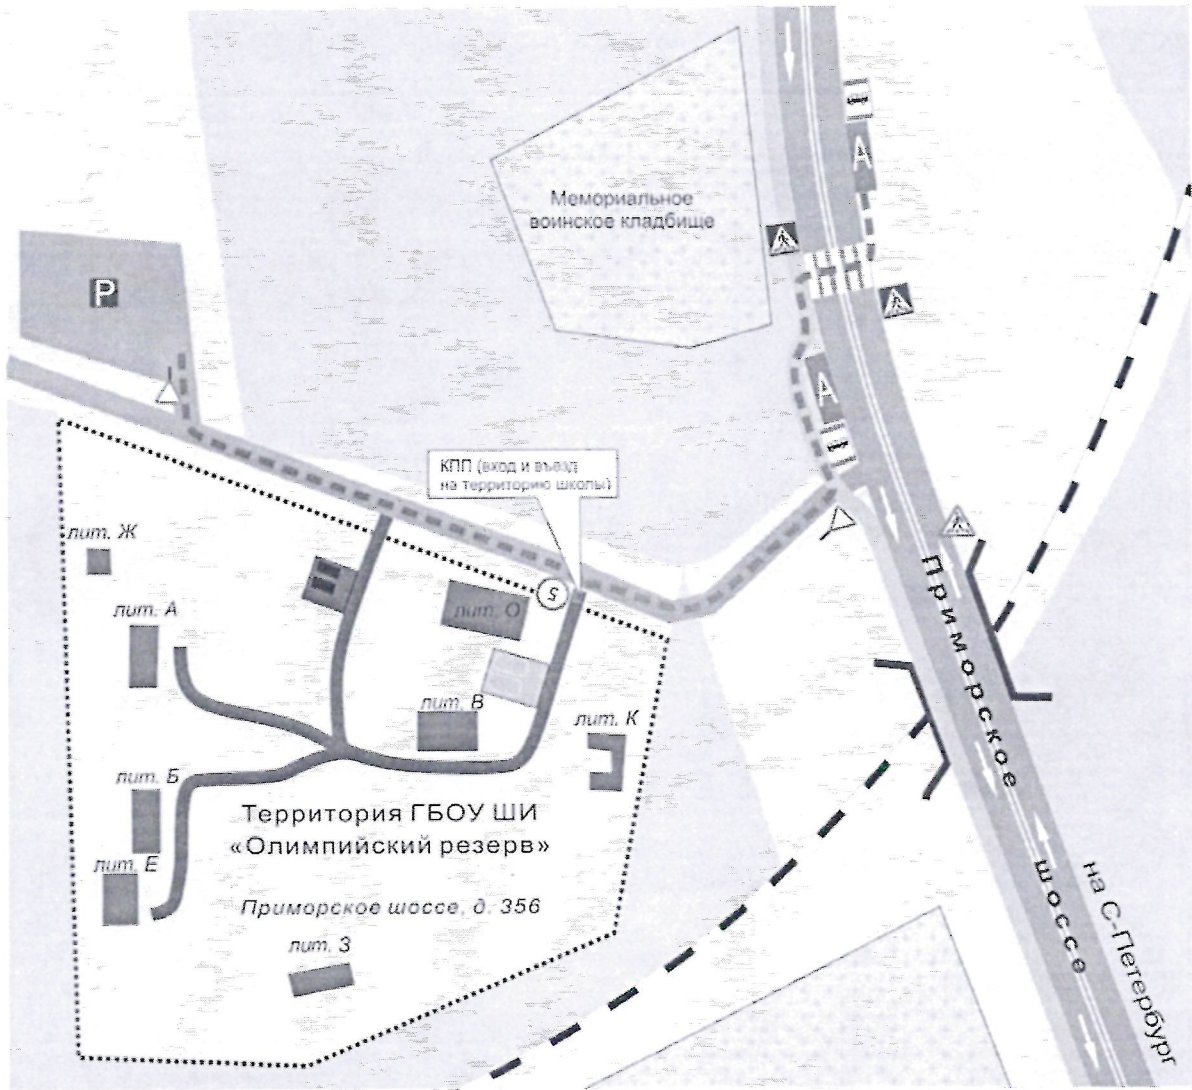 А
Мемориальное
воинское кладбище
P
А
КПП (вход и въезд
на территорию школы)
лит. Ж
S
лит. О
лит. А
Приморское шоссе
лит. В
лит. К
лит. Б
Территория ГБОУ ШИ
«Олимпийский резерв»
лит. Е
Приморское шоссе, д. 356
на С-Петербург
лит. З